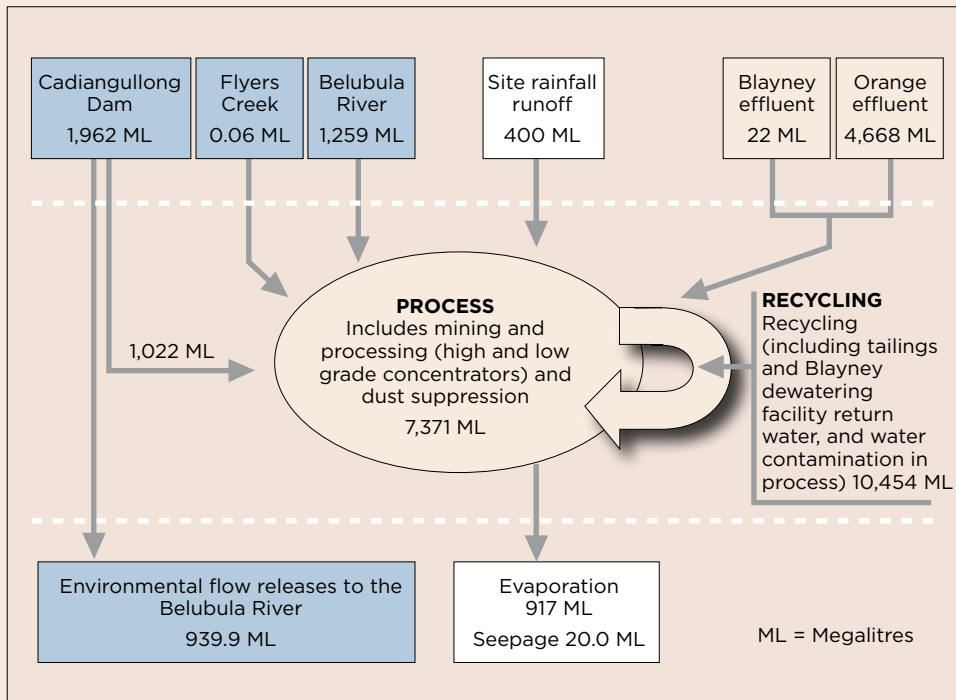 Cadiangullong
Dam
1,962 ML
Flyers
Creek
0.06 ML
Belubula
River
1,259 ML
Site rainfall
runoff
400 ML
Blayney
effluent
22 ML
Orange
effluent
4,668 ML
1,022 ML
PROCESS
Includes mining and
processing (high and low
grade concentrators) and
dust suppression
7,371 ML
RECYCLING
Recycling
(including tailings
and Blayney
dewatering
facility return
water, and water
contamination in
process) 10,454 ML
Environmental flow releases to the
Belubula River
939.9 ML
Evaporation
917 ML
Seepage 20.0 ML
ML = Megalitres